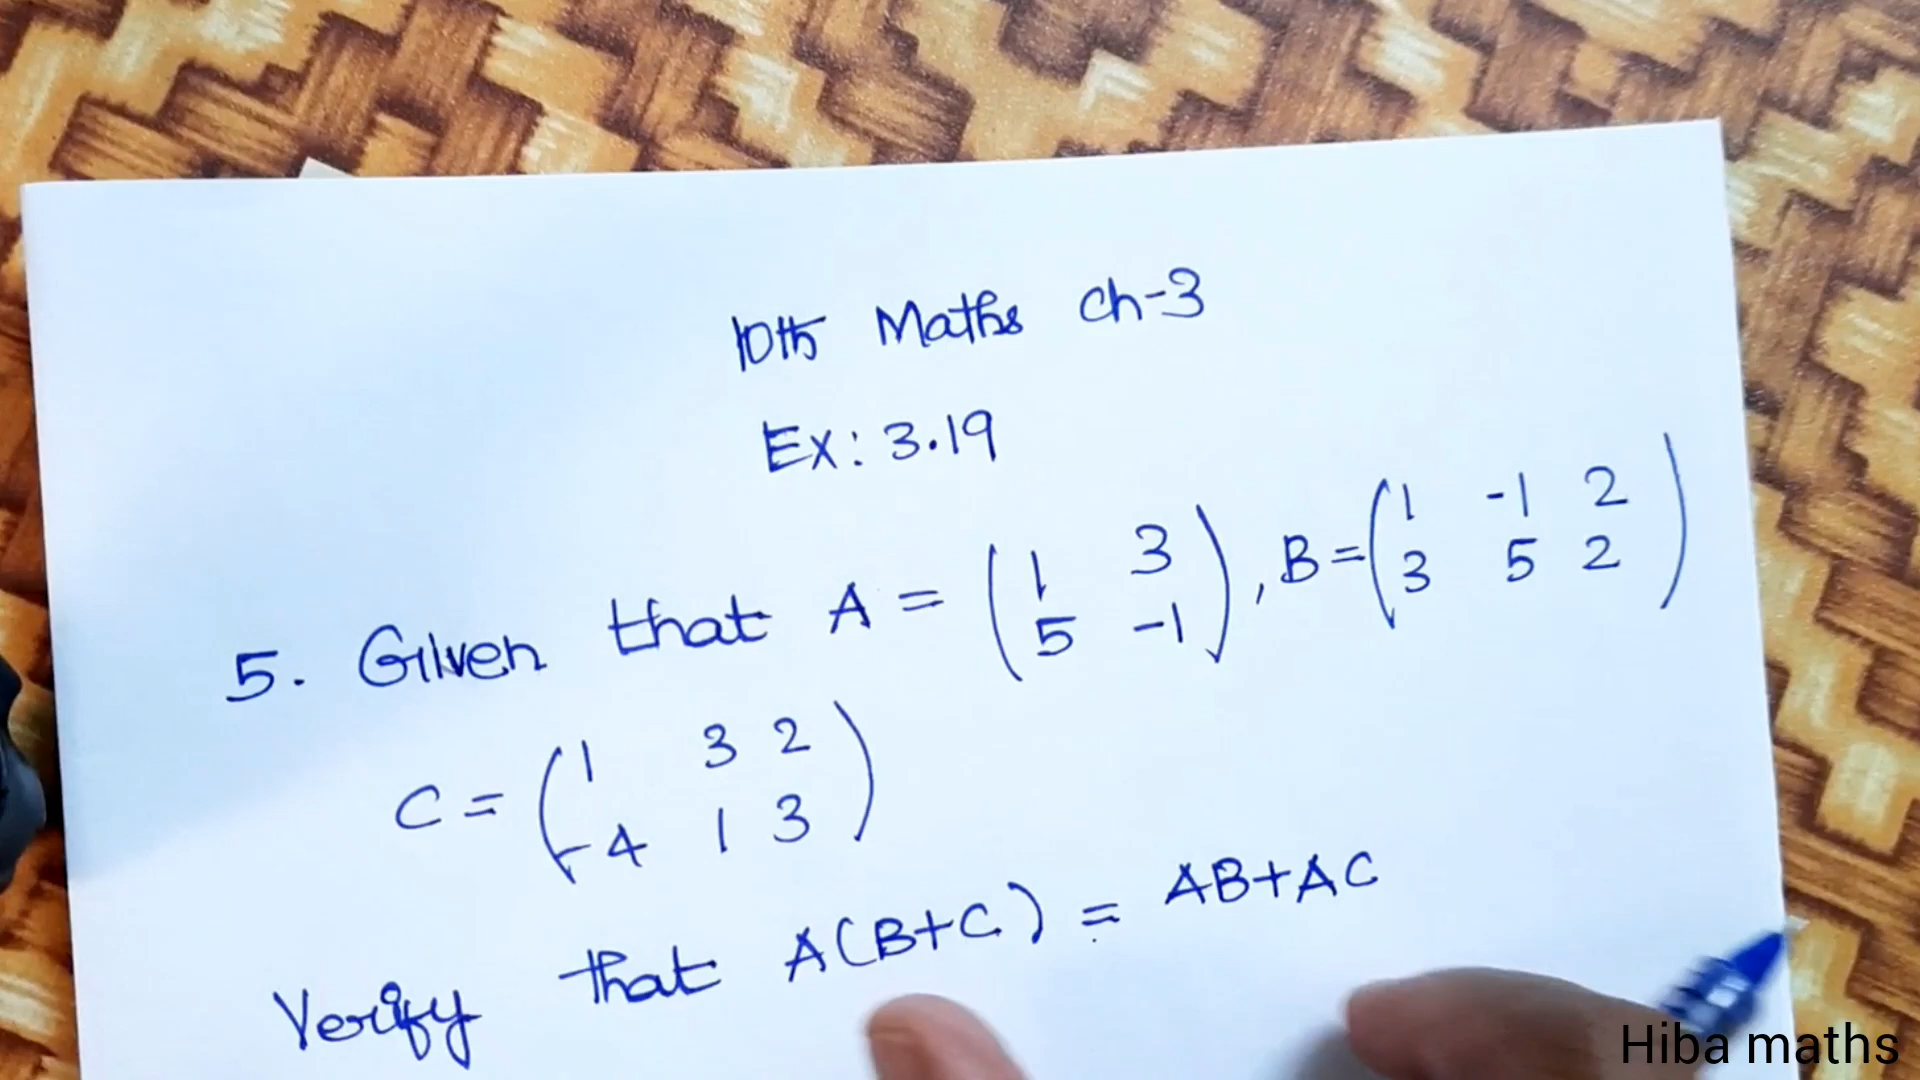 10th Maths Ch-3
Ex: 3.19
5. Given that A = ( 1 3 ; 5 -1 ), B = ( 1 -1 2 ; 3 5 2 )
C = ( 1 3 2 ; -4 1 3 )
Verify that A(B+C) = AB+AC
Hiba maths